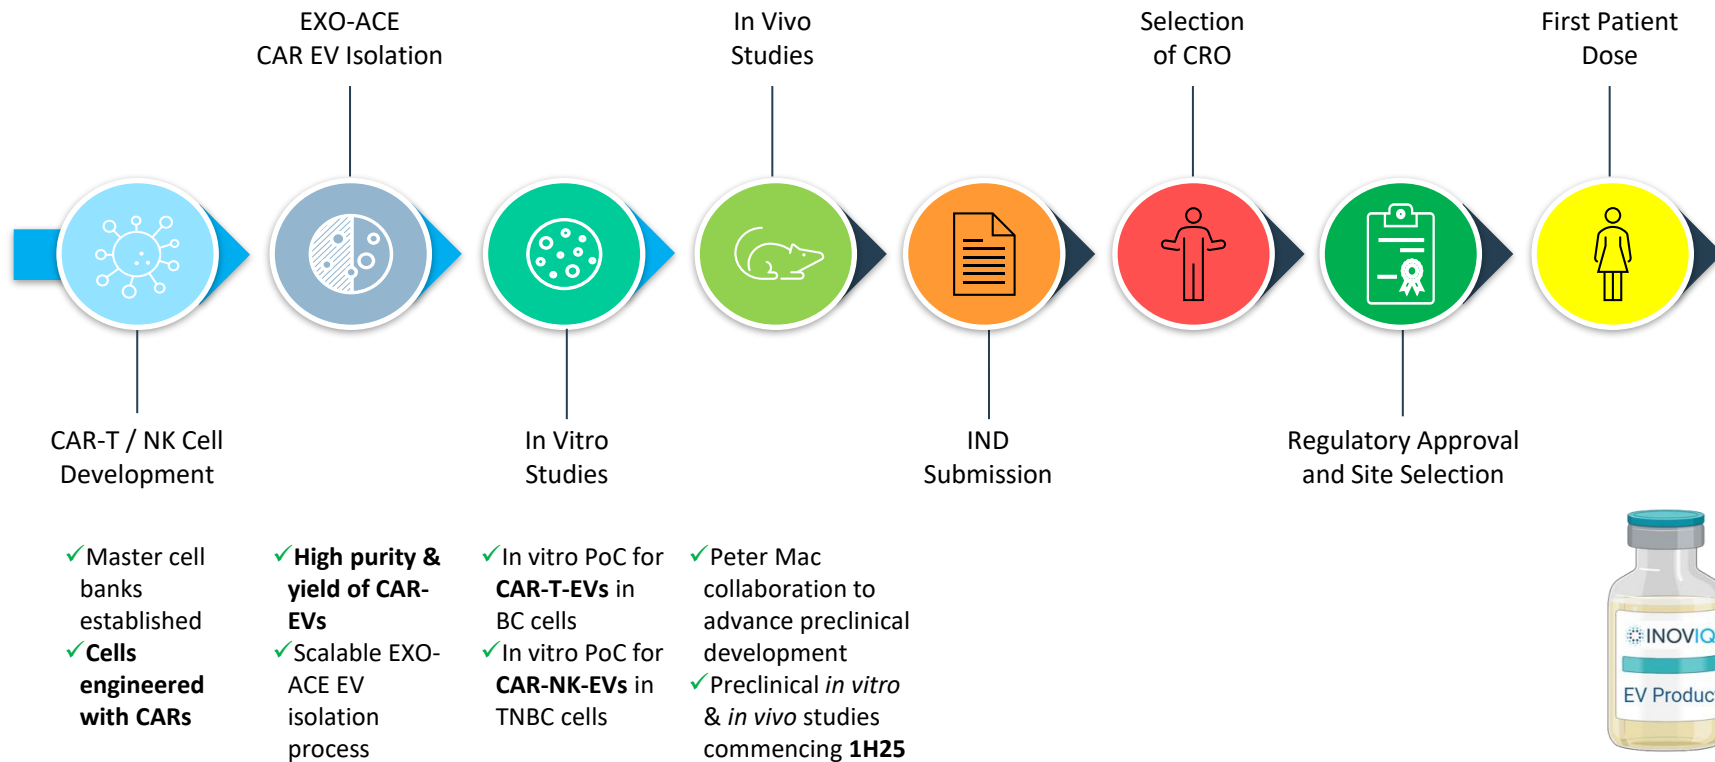 EXO-ACE
CAR EV Isolation
In Vivo
Studies
Selection
of CRO
First Patient
Dose
CAR-T / NK Cell
Development
In Vitro
Studies
IND
Submission
Regulatory Approval
and Site Selection
✓Master cell
banks
established
✓Cells
engineered
with CARs
✓High purity &
yield of CAR-
EVs
✓Scalable EXO-
ACE EV
isolation
process
✓In vitro PoC for
CAR-T-EVs in
BC cells
✓In vitro PoC for
CAR-NK-EVs in
TNBC cells
✓Peter Mac
collaboration to
advance preclinical
development
✓Preclinical in vitro
& in vivo studies
commencing 1H25
INOVIQ
EV Product